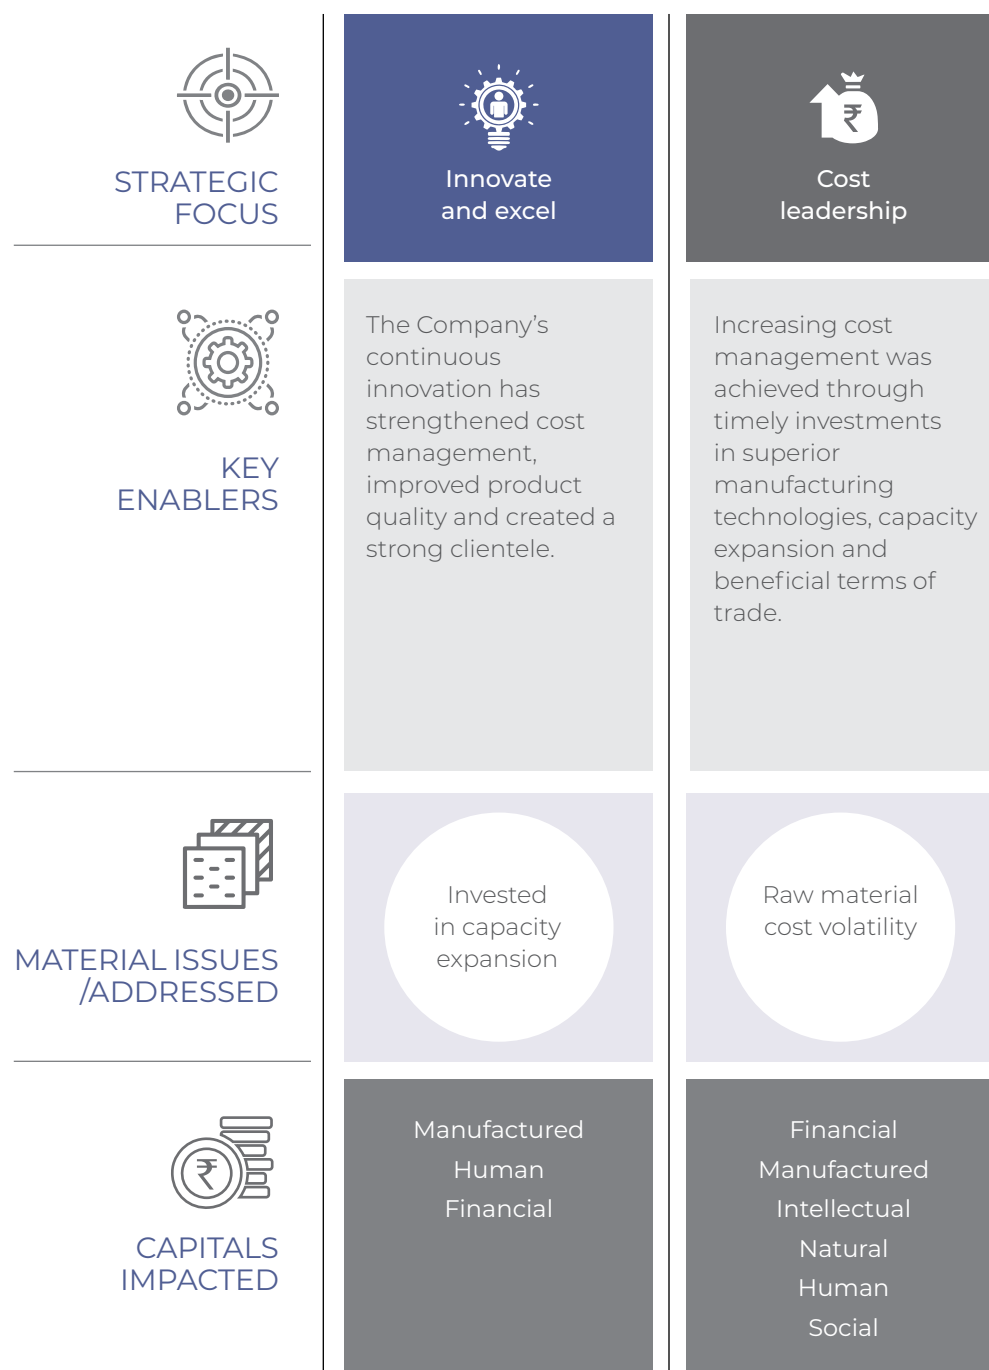 STRATEGIC
FOCUS
Innovate
and excel
₹
Cost
leadership
KEY
ENABLERS
The Company’s
continuous
innovation has
strengthened cost
management,
improved product
quality and created a
strong clientele.
Increasing cost
management was
achieved through
timely investments
in superior
manufacturing
technologies, capacity
expansion and
beneficial terms of
trade.
MATERIAL ISSUES
/ADDRESSED
Invested
in capacity
expansion
Raw material
cost volatility
₹
CAPITALS
IMPACTED
Manufactured
Human
Financial
Financial
Manufactured
Intellectual
Natural
Human
Social